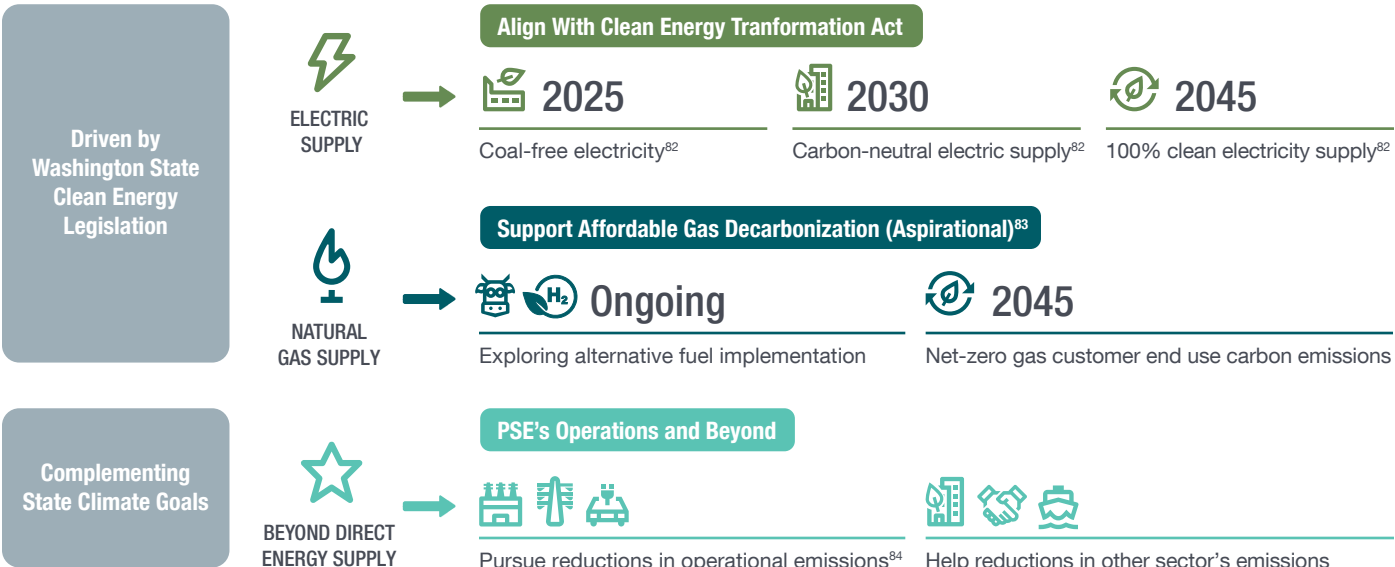 Driven by
Washington State
Clean Energy
Legislation
ELECTRIC
SUPPLY
Align With Clean Energy Tranformation Act
2025
Coal-free electricity⁸²
2030
Carbon-neutral electric supply⁸²
2045
100% clean electricity supply⁸²
NATURAL
GAS SUPPLY
Support Affordable Gas Decarbonization (Aspirational)⁸³
H₂
Ongoing
Exploring alternative fuel implementation
2045
Net-zero gas customer end use carbon emissions
Complementing
State Climate Goals
BEYOND DIRECT
ENERGY SUPPLY
PSE's Operations and Beyond
Pursue reductions in operational emissions⁸⁴
Help reductions in other sector's emissions